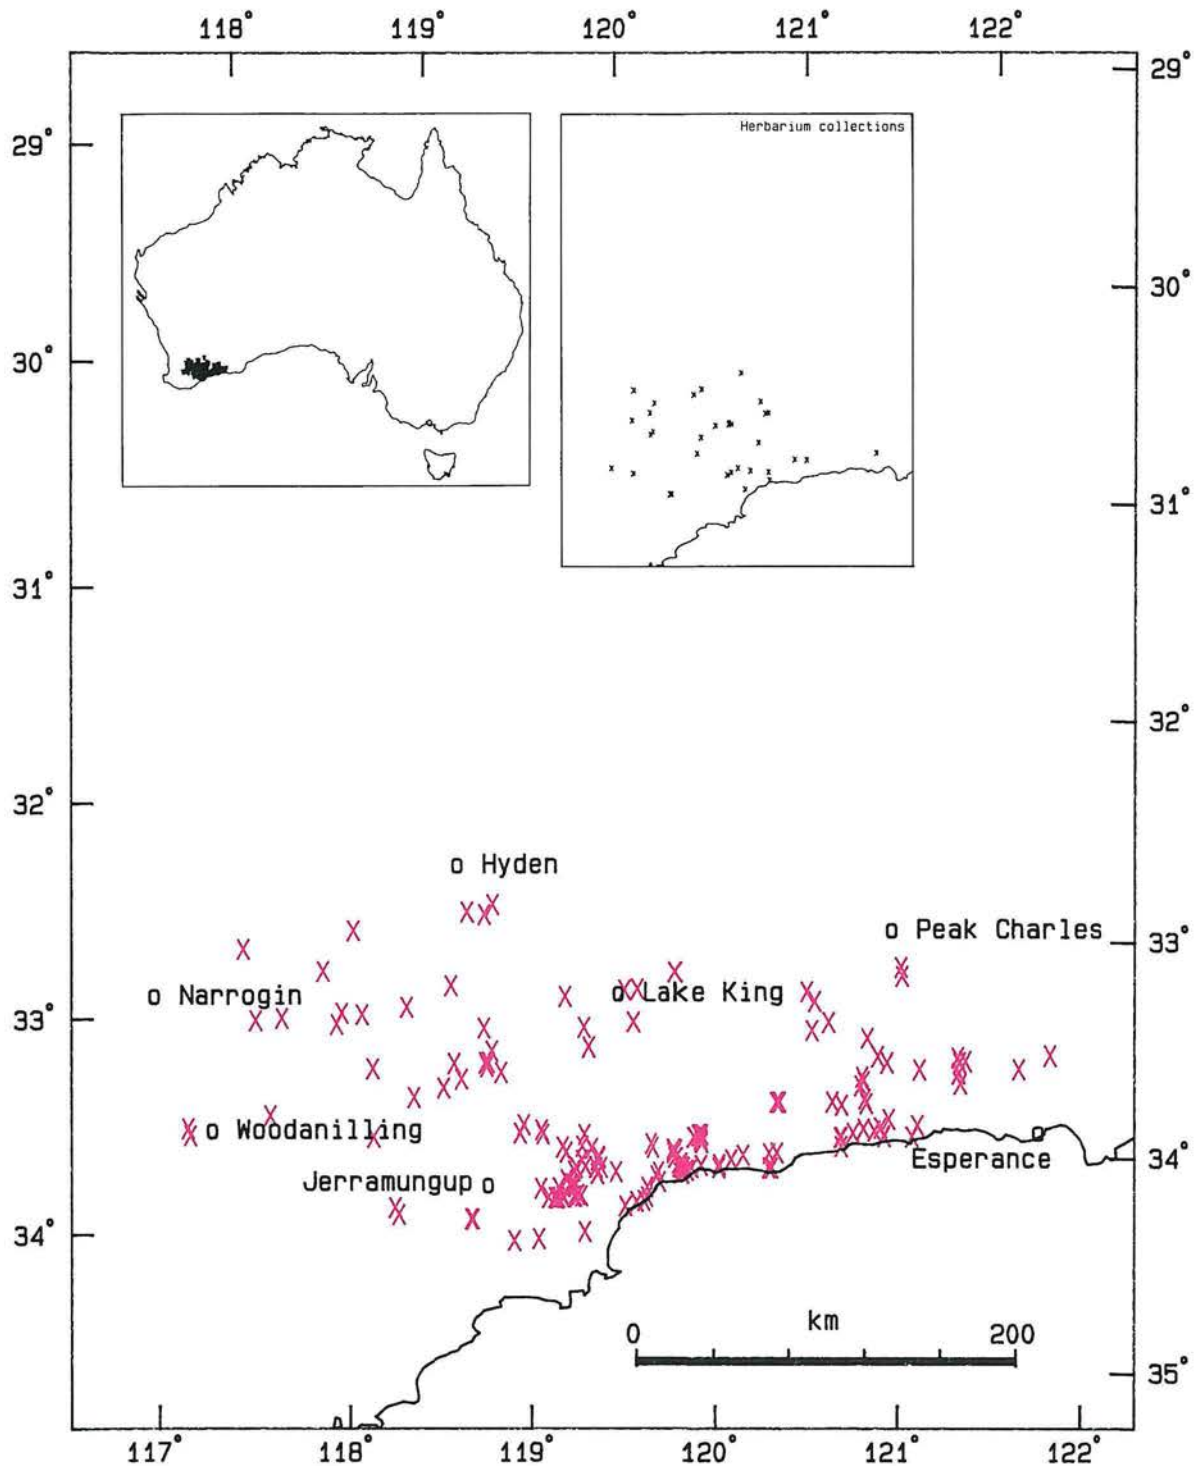 118° 119° 120° 121° 122°
29°
29°
Herbarium collections
30°
30°
31°
31°
32°
32°
o Hyden
o Peak Charles
33°
o Narrogin
o Lake King
33°
o Woodanilling
Esperance
34°
Jerramungup o
34°
km
0 200
35°
117° 118° 119° 120° 121° 122°